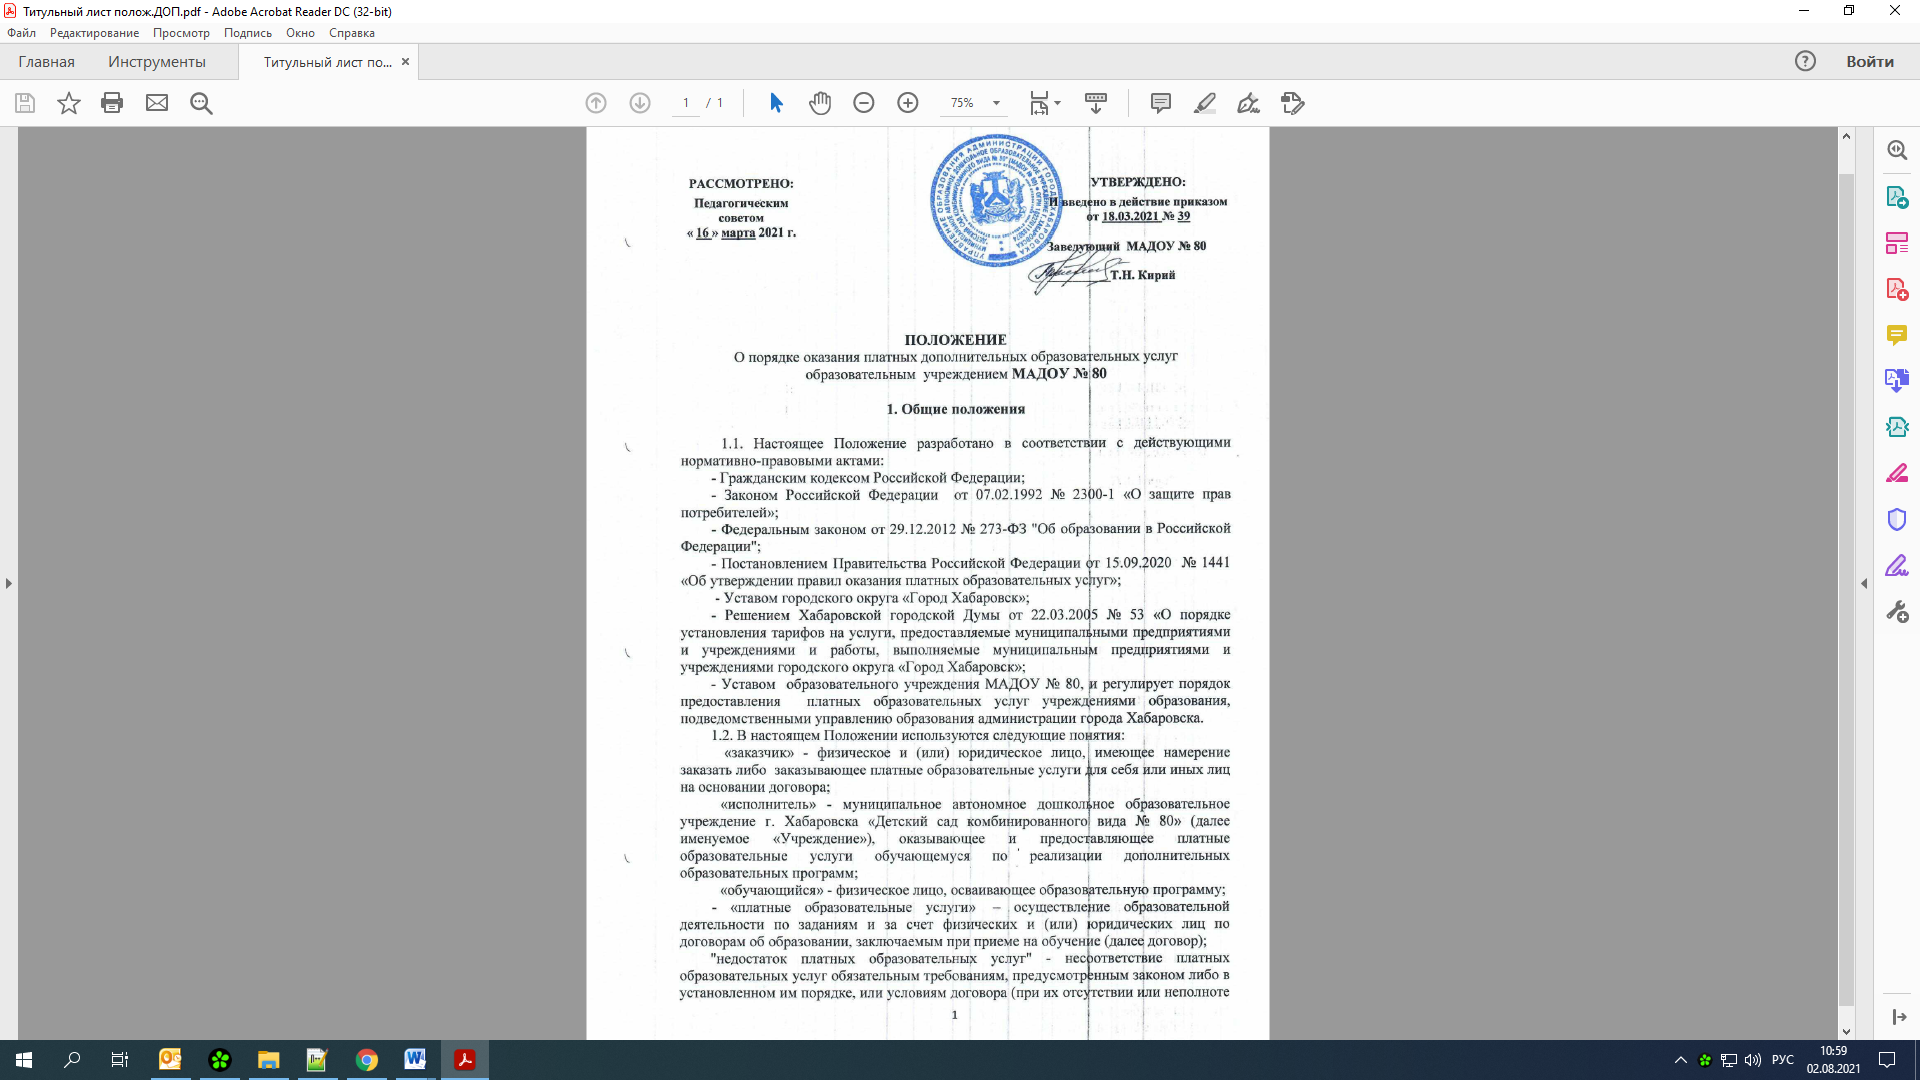 Титульный лист полож.ДОП.pdf - Adobe Acrobat Reader DC (32-bit)
Файл Редактирование Просмотр Подпись Окно Справка
Главная Инструменты Титульный лист по... × Войти
1 / 1 75%
РАССМОТРЕНО:
Педагогическим
советом
« 16 » марта 2021 г.
УТВЕРЖДЕНО:
И введено в действие приказом
от 18.03.2021 № 39
Заведующий МАДОУ № 80
Т.Н. Кирий
ПОЛОЖЕНИЕ
О порядке оказания платных дополнительных образовательных услуг
образовательным учреждением МАДОУ № 80
1. Общие положения
1.1. Настоящее Положение разработано в соответствии с действующими
нормативно-правовыми актами:
- Гражданским кодексом Российской Федерации;
- Законом Российской Федерации от 07.02.1992 № 2300-1 «О защите прав
потребителей»;
- Федеральным законом от 29.12.2012 № 273-ФЗ "Об образовании в Российской
Федерации";
- Постановлением Правительства Российской Федерации от 15.09.2020 № 1441
«Об утверждении правил оказания платных образовательных услуг»;
- Уставом городского округа «Город Хабаровск»;
- Решением Хабаровской городской Думы от 22.03.2005 № 53 «О порядке
установления тарифов на услуги, предоставляемые муниципальными предприятиями
и учреждениями и работы, выполняемые муниципальным предприятиями и
учреждениями городского округа «Город Хабаровск»;
- Уставом образовательного учреждения МАДОУ № 80, и регулирует порядок
предоставления платных образовательных услуг учреждениями образования,
подведомственными управлению образования администрации города Хабаровска.
1.2. В настоящем Положении используются следующие понятия:
«заказчик» - физическое и (или) юридическое лицо, имеющее намерение
заказать либо заказывающее платные образовательные услуги для себя или иных лиц
на основании договора;
«исполнитель» - муниципальное автономное дошкольное образовательное
учреждение г. Хабаровска «Детский сад комбинированного вида № 80» (далее
именуемое «Учреждение»), оказывающее и предоставляющее платные
образовательные услуги обучающемуся по реализации дополнительных
образовательных программ;
«обучающийся» - физическое лицо, осваивающее образовательную программу;
- «платные образовательные услуги» – осуществление образовательной
деятельности по заданиям и за счет физических и (или) юридических лиц по
договорам об образовании, заключаемым при приеме на обучение (далее договор);
"недостаток платных образовательных услуг" - несоответствие платных
образовательных услуг обязательным требованиям, предусмотренным законом либо в
установленном им порядке, или условиям договора (при их отсутствии или неполноте
1
РУС 10:59
02.08.2021